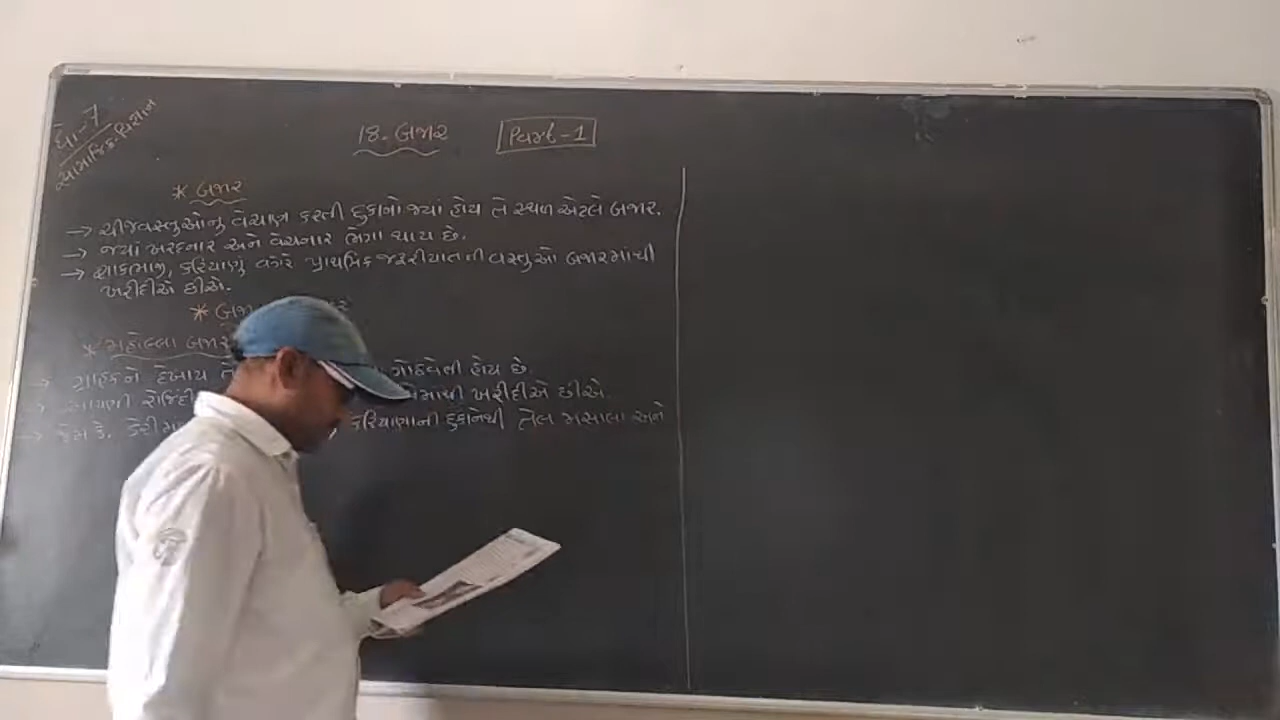 ધો-7
સામાજિક-વિજ્ઞાન
18. બજાર
Part-1
* બજાર
→ ચીજવસ્તુઓનુ વેચાણ કરતી દુકાનો જ્યાં હોય તે સ્થળ એટલે બજાર.
→ જ્યાં ખરીદનાર અને વેચનાર ભેગા થાય છે.
→ શાકભાજી, કરિયાણું વગેરે પ્રાથમિક જરૂરીયાતની વસ્તુઓ બજારમાંથી
ખરીદીએ છીએ.
* મહોલ્લા બજાર
→ ગ્રાહકને દેખાય તે ગોઠવેલી હોય છે.
→ આપણી ખરીદીએ છીએ.
→ કેમ કે, કરિયાણાની દુકાનેથી તેલ મસાલા અને